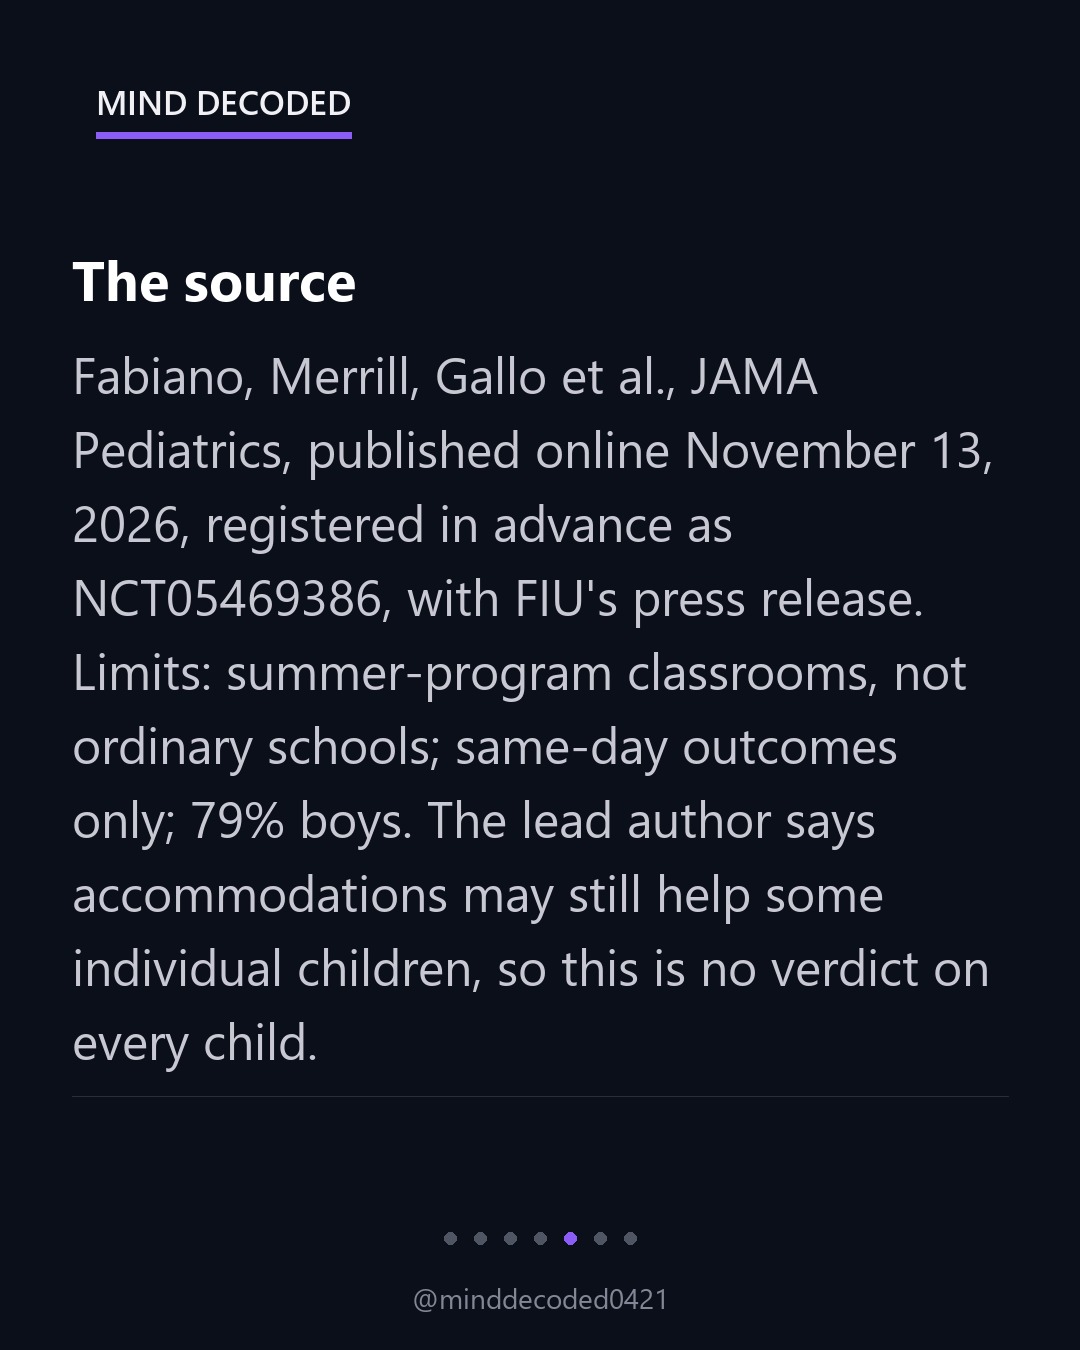 MIND DECODED
The source
Fabiano, Merrill, Gallo et al., JAMA
Pediatrics, published online November 13,
2026, registered in advance as
NCT05469386, with FIU's press release.
Limits: summer-program classrooms, not
ordinary schools; same-day outcomes
only; 79% boys. The lead author says
accommodations may still help some
individual children, so this is no verdict on
every child.
@minddecoded0421